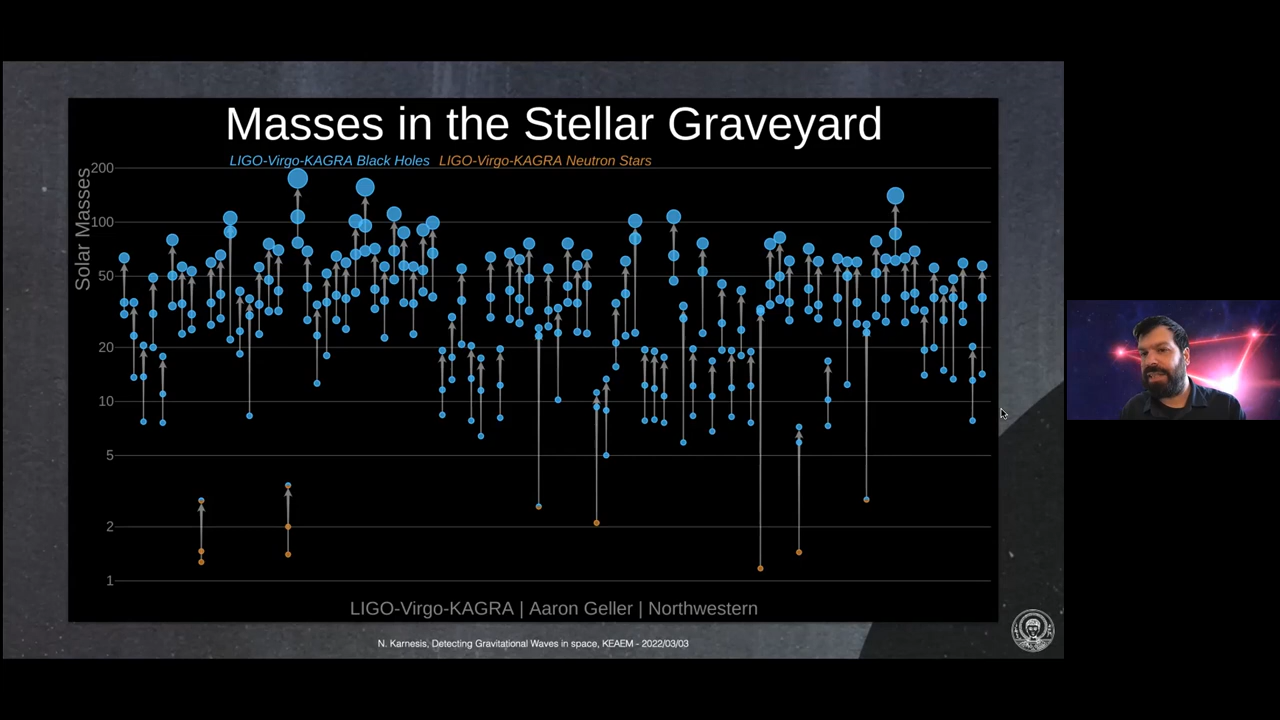 Masses in the Stellar Graveyard
LIGO-Virgo-KAGRA Black Holes LIGO-Virgo-KAGRA Neutron Stars
Solar Masses
200
100
50
20
10
5
2
1
LIGO-Virgo-KAGRA | Aaron Geller | Northwestern
N. Karnesis, Detecting Gravitational Waves in space, KEAEM - 2022/03/03